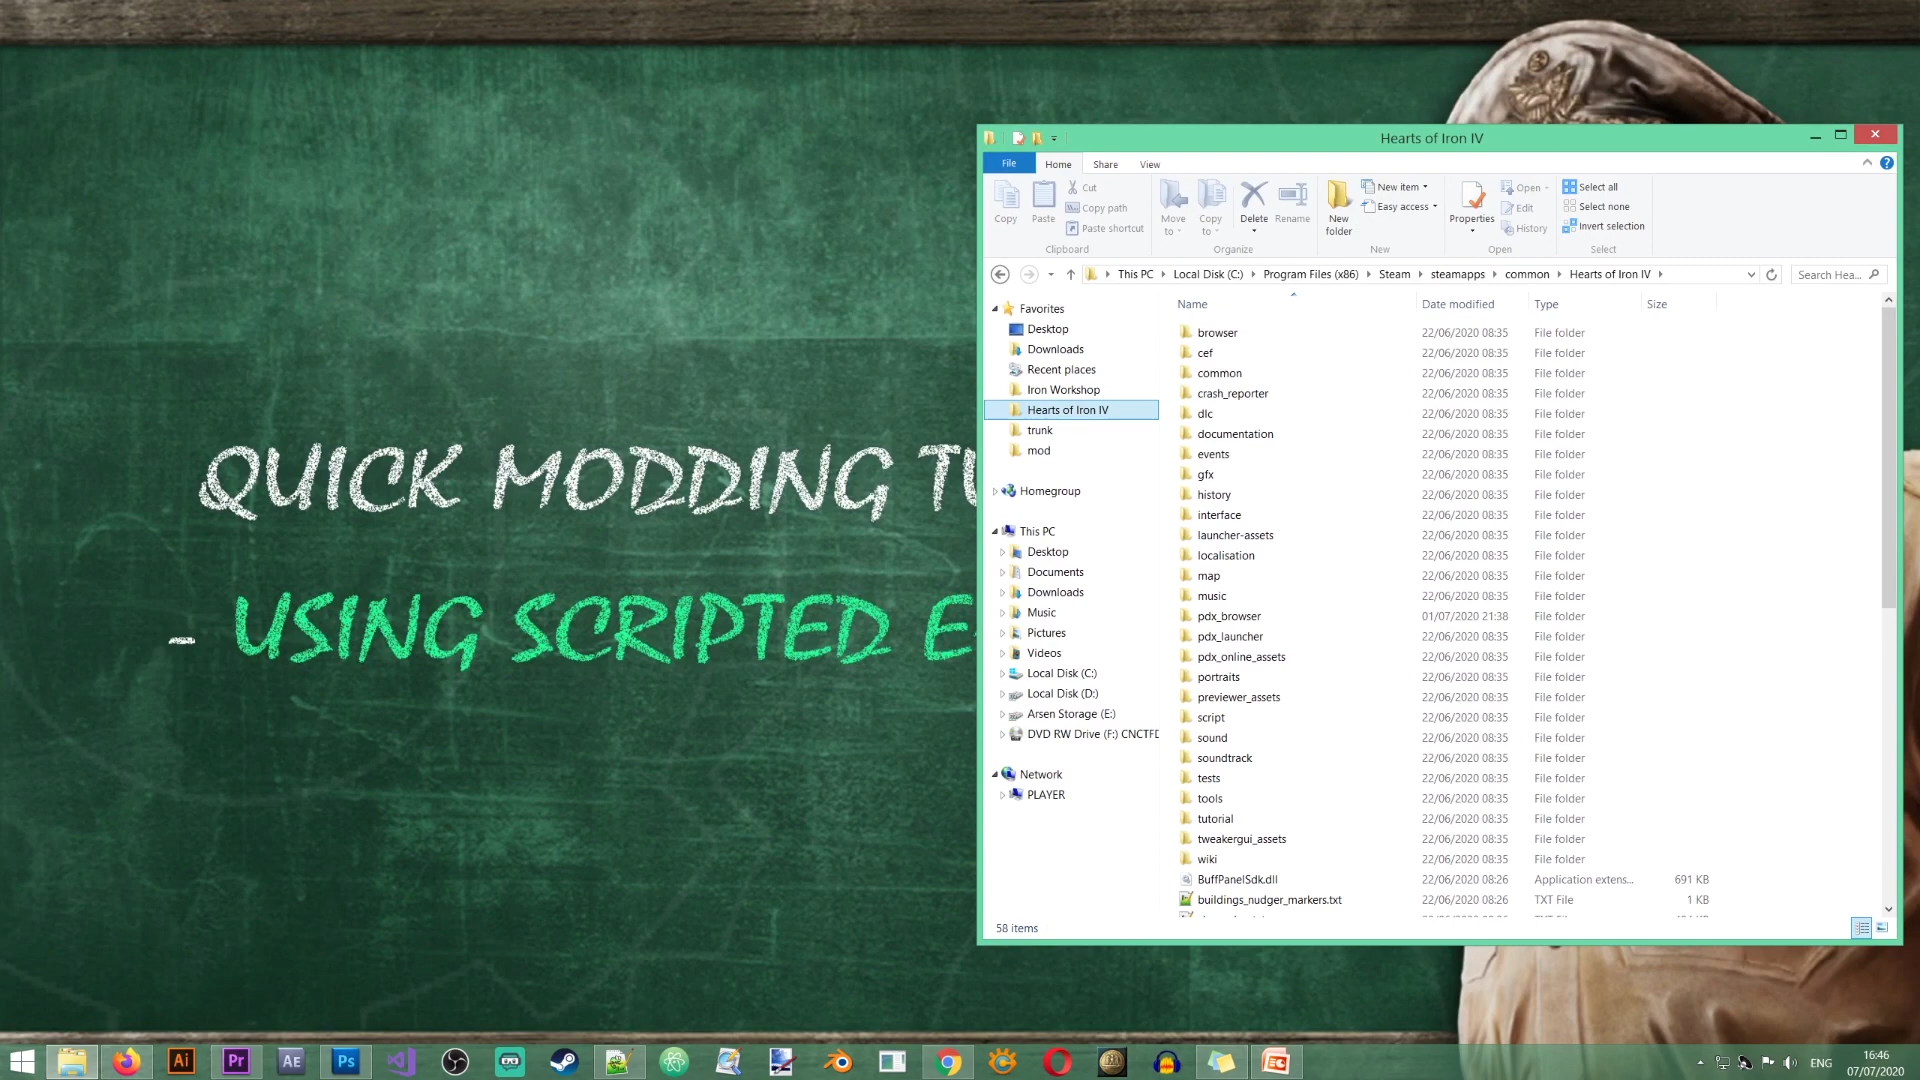 QUICK MODDING
USING SCRIPTED
Hearts of Iron IV
File Home Share View
Copy Paste Cut Copy path Paste shortcut Clipboard
Move to Copy to Delete Rename Organize
New folder New item Easy access New
Properties Open Edit History Open
Select all Select none Invert selection Select
This PC Local Disk (C:) Program Files (x86) Steam steamapps common Hearts of Iron IV Search Hea...
Favorites
Desktop
Downloads
Recent places
Iron Workshop
Hearts of Iron IV
trunk
mod
Homegroup
This PC
Desktop
Documents
Downloads
Music
Pictures
Videos
Local Disk (C:)
Local Disk (D:)
Arsen Storage (E:)
DVD RW Drive (F:) CNCTFD
Network
PLAYER
Name Date modified Type Size
browser 22/06/2020 08:35 File folder
cef 22/06/2020 08:35 File folder
common 22/06/2020 08:35 File folder
crash_reporter 22/06/2020 08:35 File folder
dlc 22/06/2020 08:35 File folder
documentation 22/06/2020 08:35 File folder
events 22/06/2020 08:35 File folder
gfx 22/06/2020 08:35 File folder
history 22/06/2020 08:35 File folder
interface 22/06/2020 08:35 File folder
launcher-assets 22/06/2020 08:35 File folder
localisation 22/06/2020 08:35 File folder
map 22/06/2020 08:35 File folder
music 22/06/2020 08:35 File folder
pdx_browser 01/07/2020 21:38 File folder
pdx_launcher 22/06/2020 08:35 File folder
pdx_online_assets 22/06/2020 08:35 File folder
portraits 22/06/2020 08:35 File folder
previewer_assets 22/06/2020 08:35 File folder
script 22/06/2020 08:35 File folder
sound 22/06/2020 08:35 File folder
soundtrack 22/06/2020 08:35 File folder
tests 22/06/2020 08:35 File folder
tools 22/06/2020 08:35 File folder
tutorial 22/06/2020 08:35 File folder
tweakergui_assets 22/06/2020 08:35 File folder
wiki 22/06/2020 08:35 File folder
BuffPanelSdk.dll 22/06/2020 08:26 Application extens... 691 KB
buildings_nudger_markers.txt 22/06/2020 08:26 TXT File 1 KB
58 items
Ai Pr AE Ps
ENG
16:46
07/07/2020